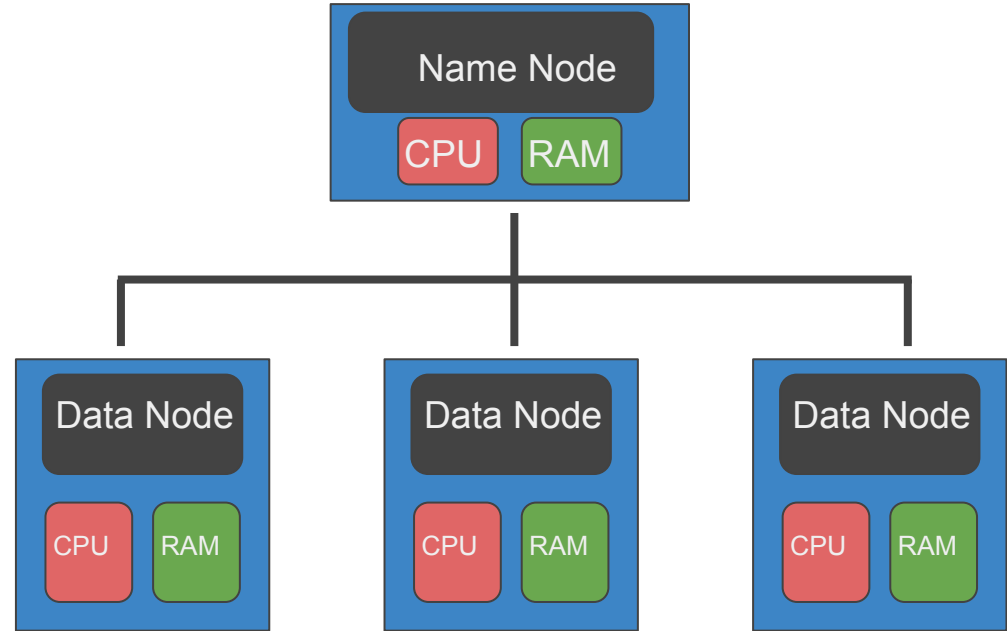 Name Node
CPU RAM
Data Node Data Node Data Node
CPU RAM CPU RAM CPU RAM